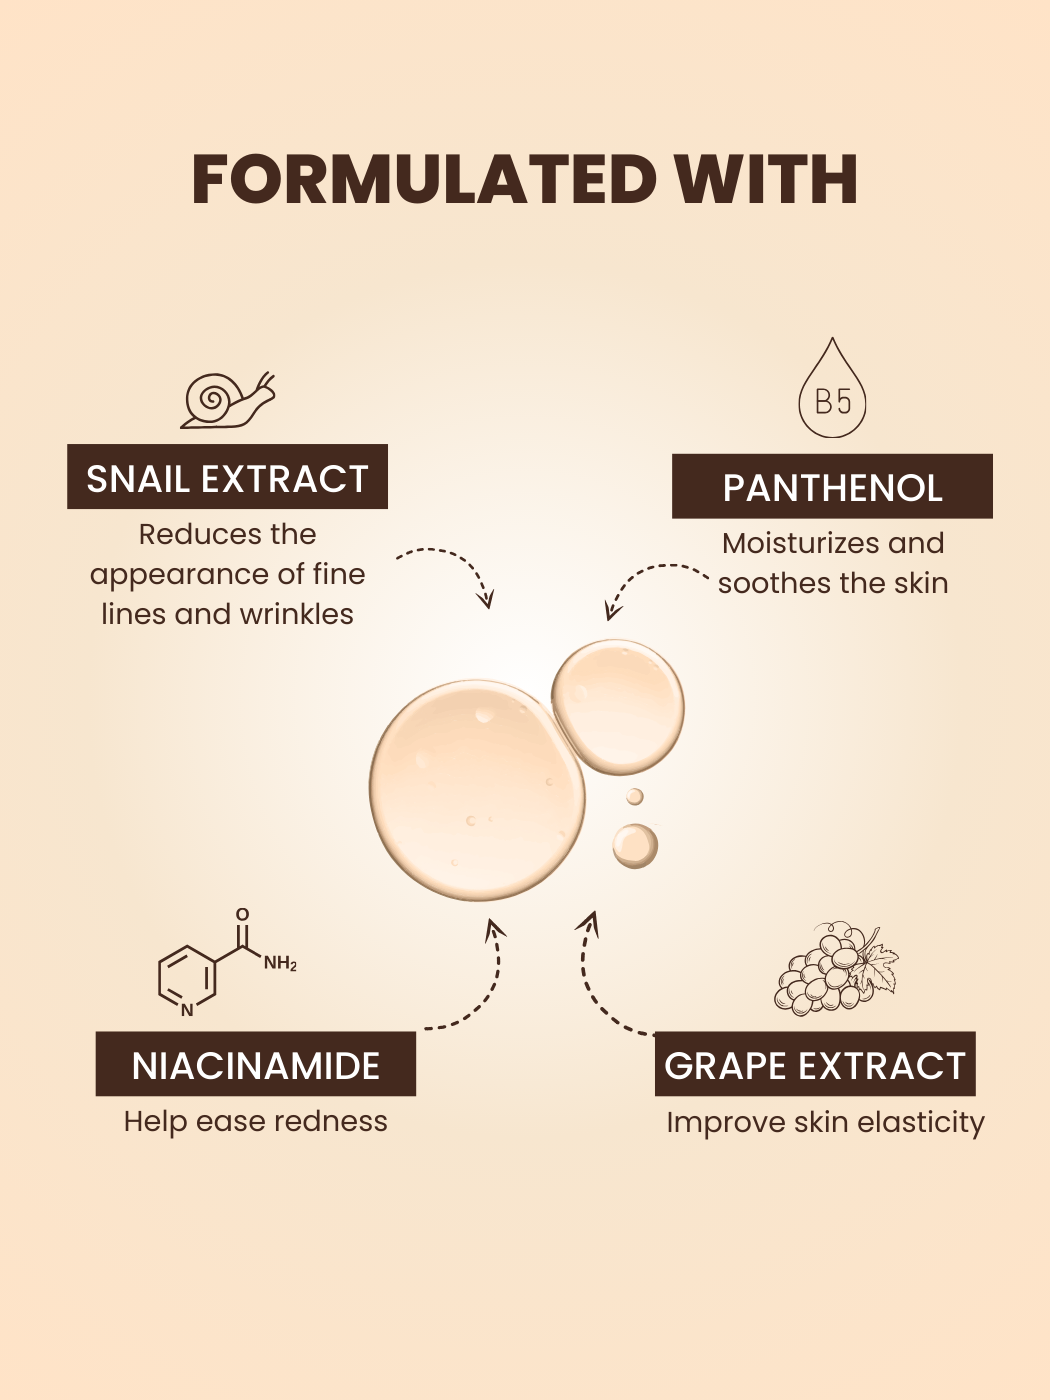 FORMULATED WITH
SNAIL EXTRACT
Reduces the
appearance of fine
lines and wrinkles
B5
PANTHENOL
Moisturizes and
soothes the skin
O
NH₂
N
NIACINAMIDE
Help ease redness
GRAPE EXTRACT
Improve skin elasticity